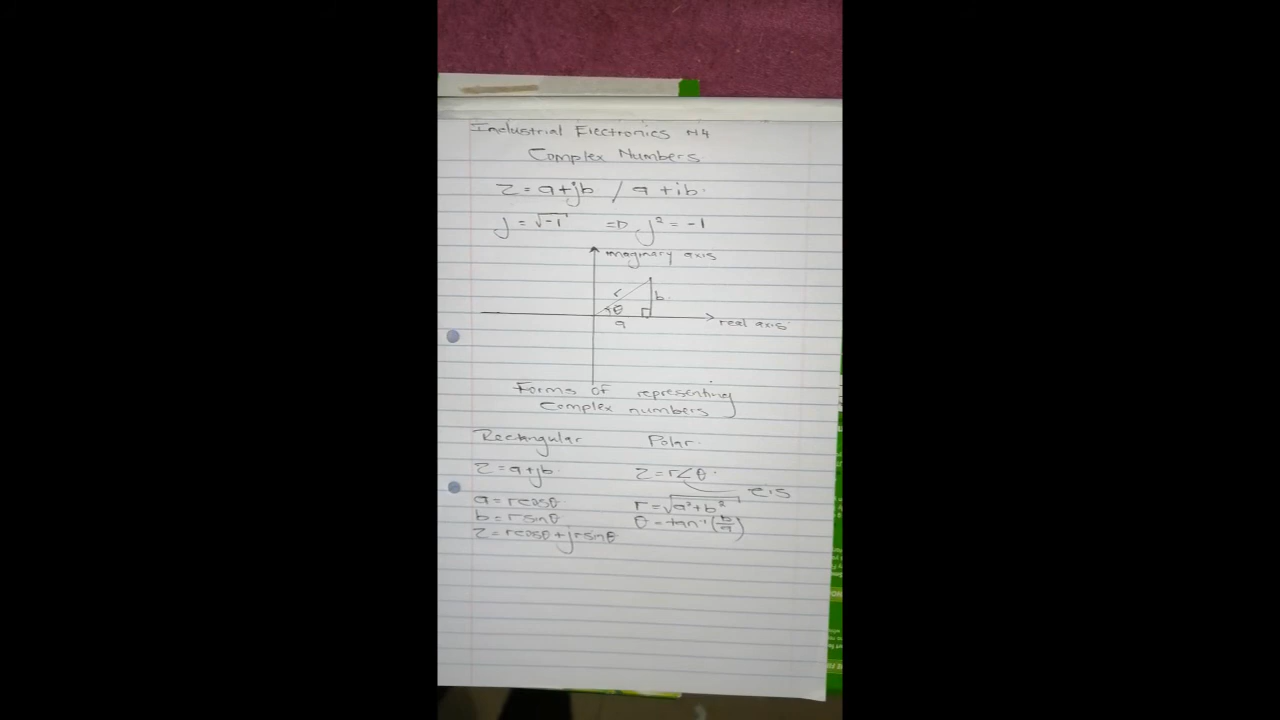 Industrial Electronics N4
Complex Numbers
z = a+jb / a+ib.
j = √-1 ⇒ j² = -1
imaginary axis
r
b
θ
a
real axis
Forms of representing
complex numbers
Rectangular Polar.
z = a+jb. z = r∠θ.
cis
a = rcosθ. r = √a²+b²
b = rsinθ θ = tan⁻¹(b/a)
z = rcosθ+jrsinθ